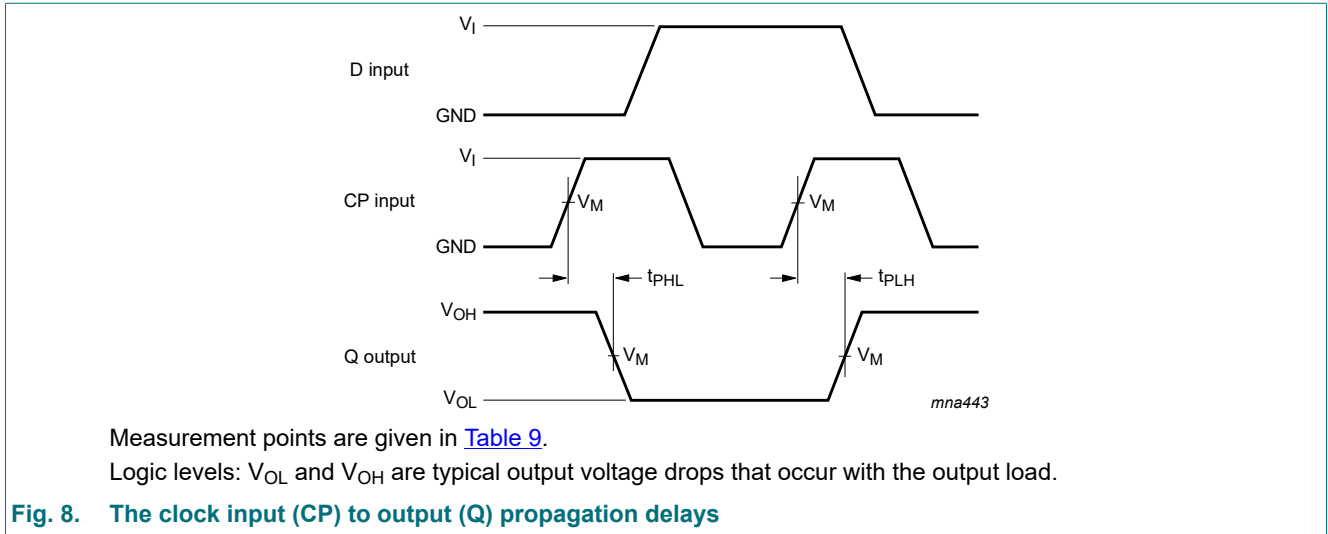 V_I
D input
GND
V_I
CP input
V_M
V_M
GND
t_PHL
t_PLH
V_OH
Q output
V_M
V_M
V_OL
mna443
Measurement points are given in Table 9.
Logic levels: V_OL and V_OH are typical output voltage drops that occur with the output load.
Fig. 8. The clock input (CP) to output (Q) propagation delays